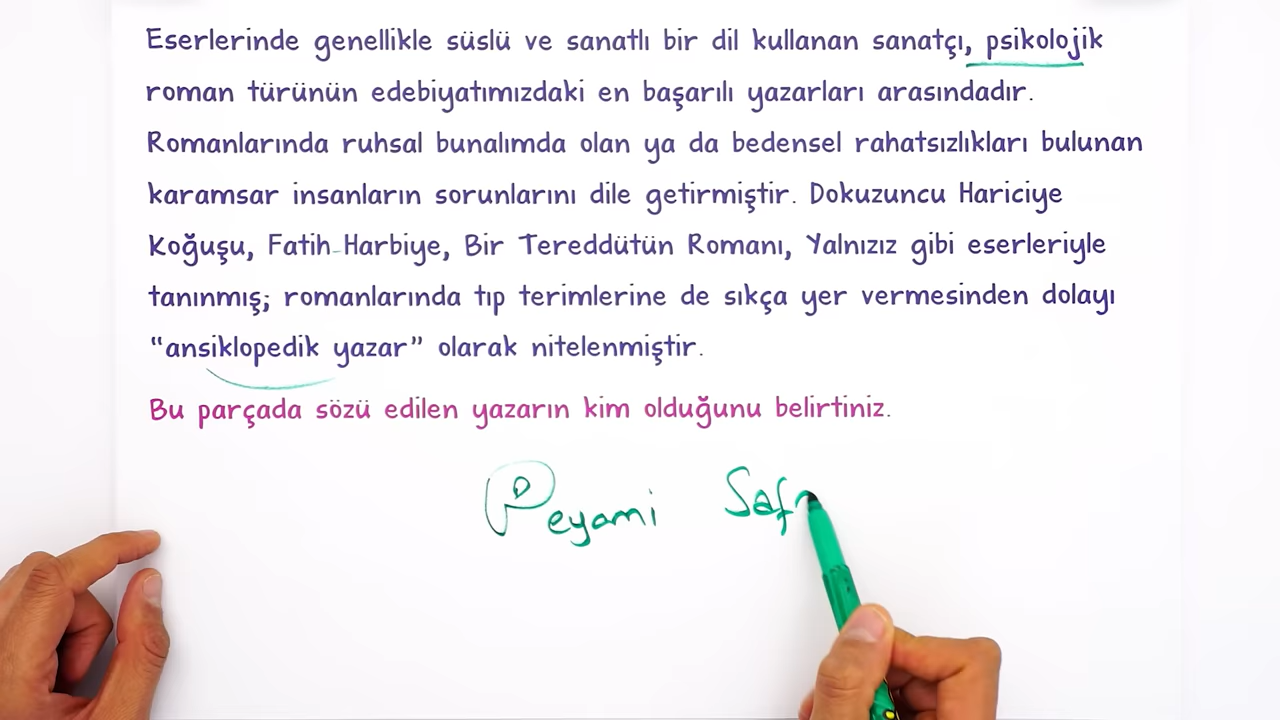 Eserlerinde genellikle süslü ve sanatlı bir dil kullanan sanatçı, psikolojik
roman türünün edebiyatımızdaki en başarılı yazarları arasındadır.
Romanlarında ruhsal bunalımda olan ya da bedensel rahatsızlıkları bulunan
karamsar insanların sorunlarını dile getirmiştir. Dokuzuncu Hariciye
Koğuşu, Fatih-Harbiye, Bir Tereddütün Romanı, Yalnızız gibi eserleriyle
tanınmış; romanlarında tıp terimlerine de sıkça yer vermesinden dolayı
"ansiklopedik yazar" olarak nitelenmiştir.
Bu parçada sözü edilen yazarın kim olduğunu belirtiniz.
Peyami Saf